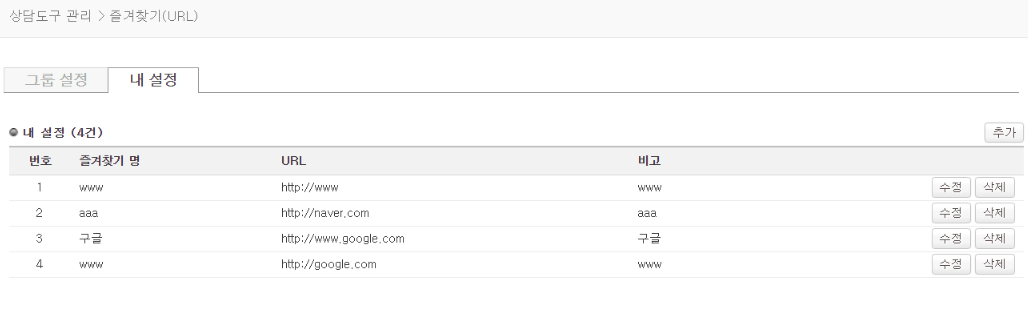 상담도구 관리 > 즐겨찾기(URL)
그룹 설정 내 설정
내 설정 (4건) 추가
번호 즐겨찾기 명 URL 비고
1 www http://www www 수정 삭제
2 aaa http://naver.com aaa 수정 삭제
3 구글 http://www.google.com 구글 수정 삭제
4 www http://google.com www 수정 삭제